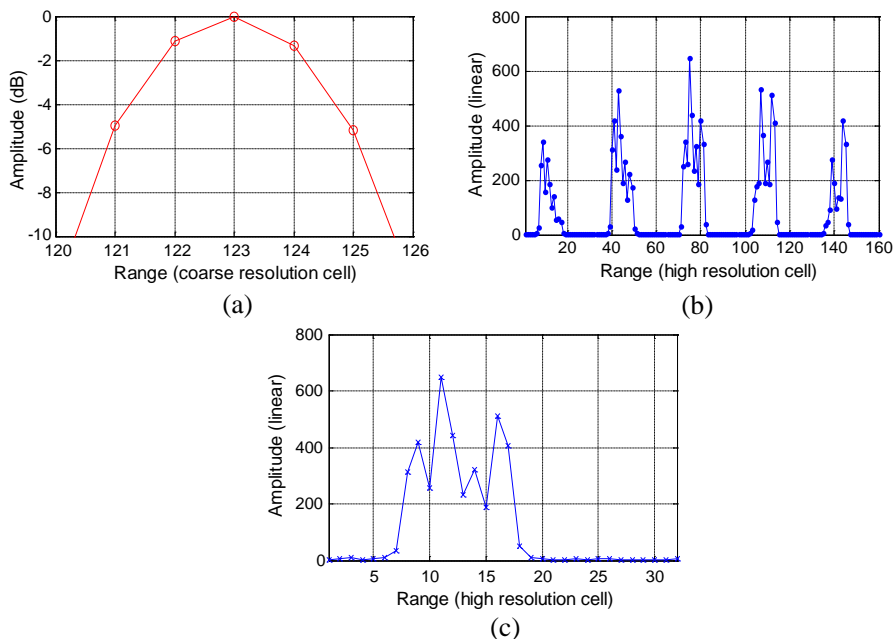 0
-2
-4
-6
-8
-10
120 121 122 123 124 125 126
Amplitude (dB)
Range (coarse resolution cell)
(a)
800
600
400
200
0
20 40 60 80 100 120 140 160
Amplitude (linear)
Range (high resolution cell)
(b)
800
600
400
200
0
5 10 15 20 25 30
Amplitude (linear)
Range (high resolution cell)
(c)